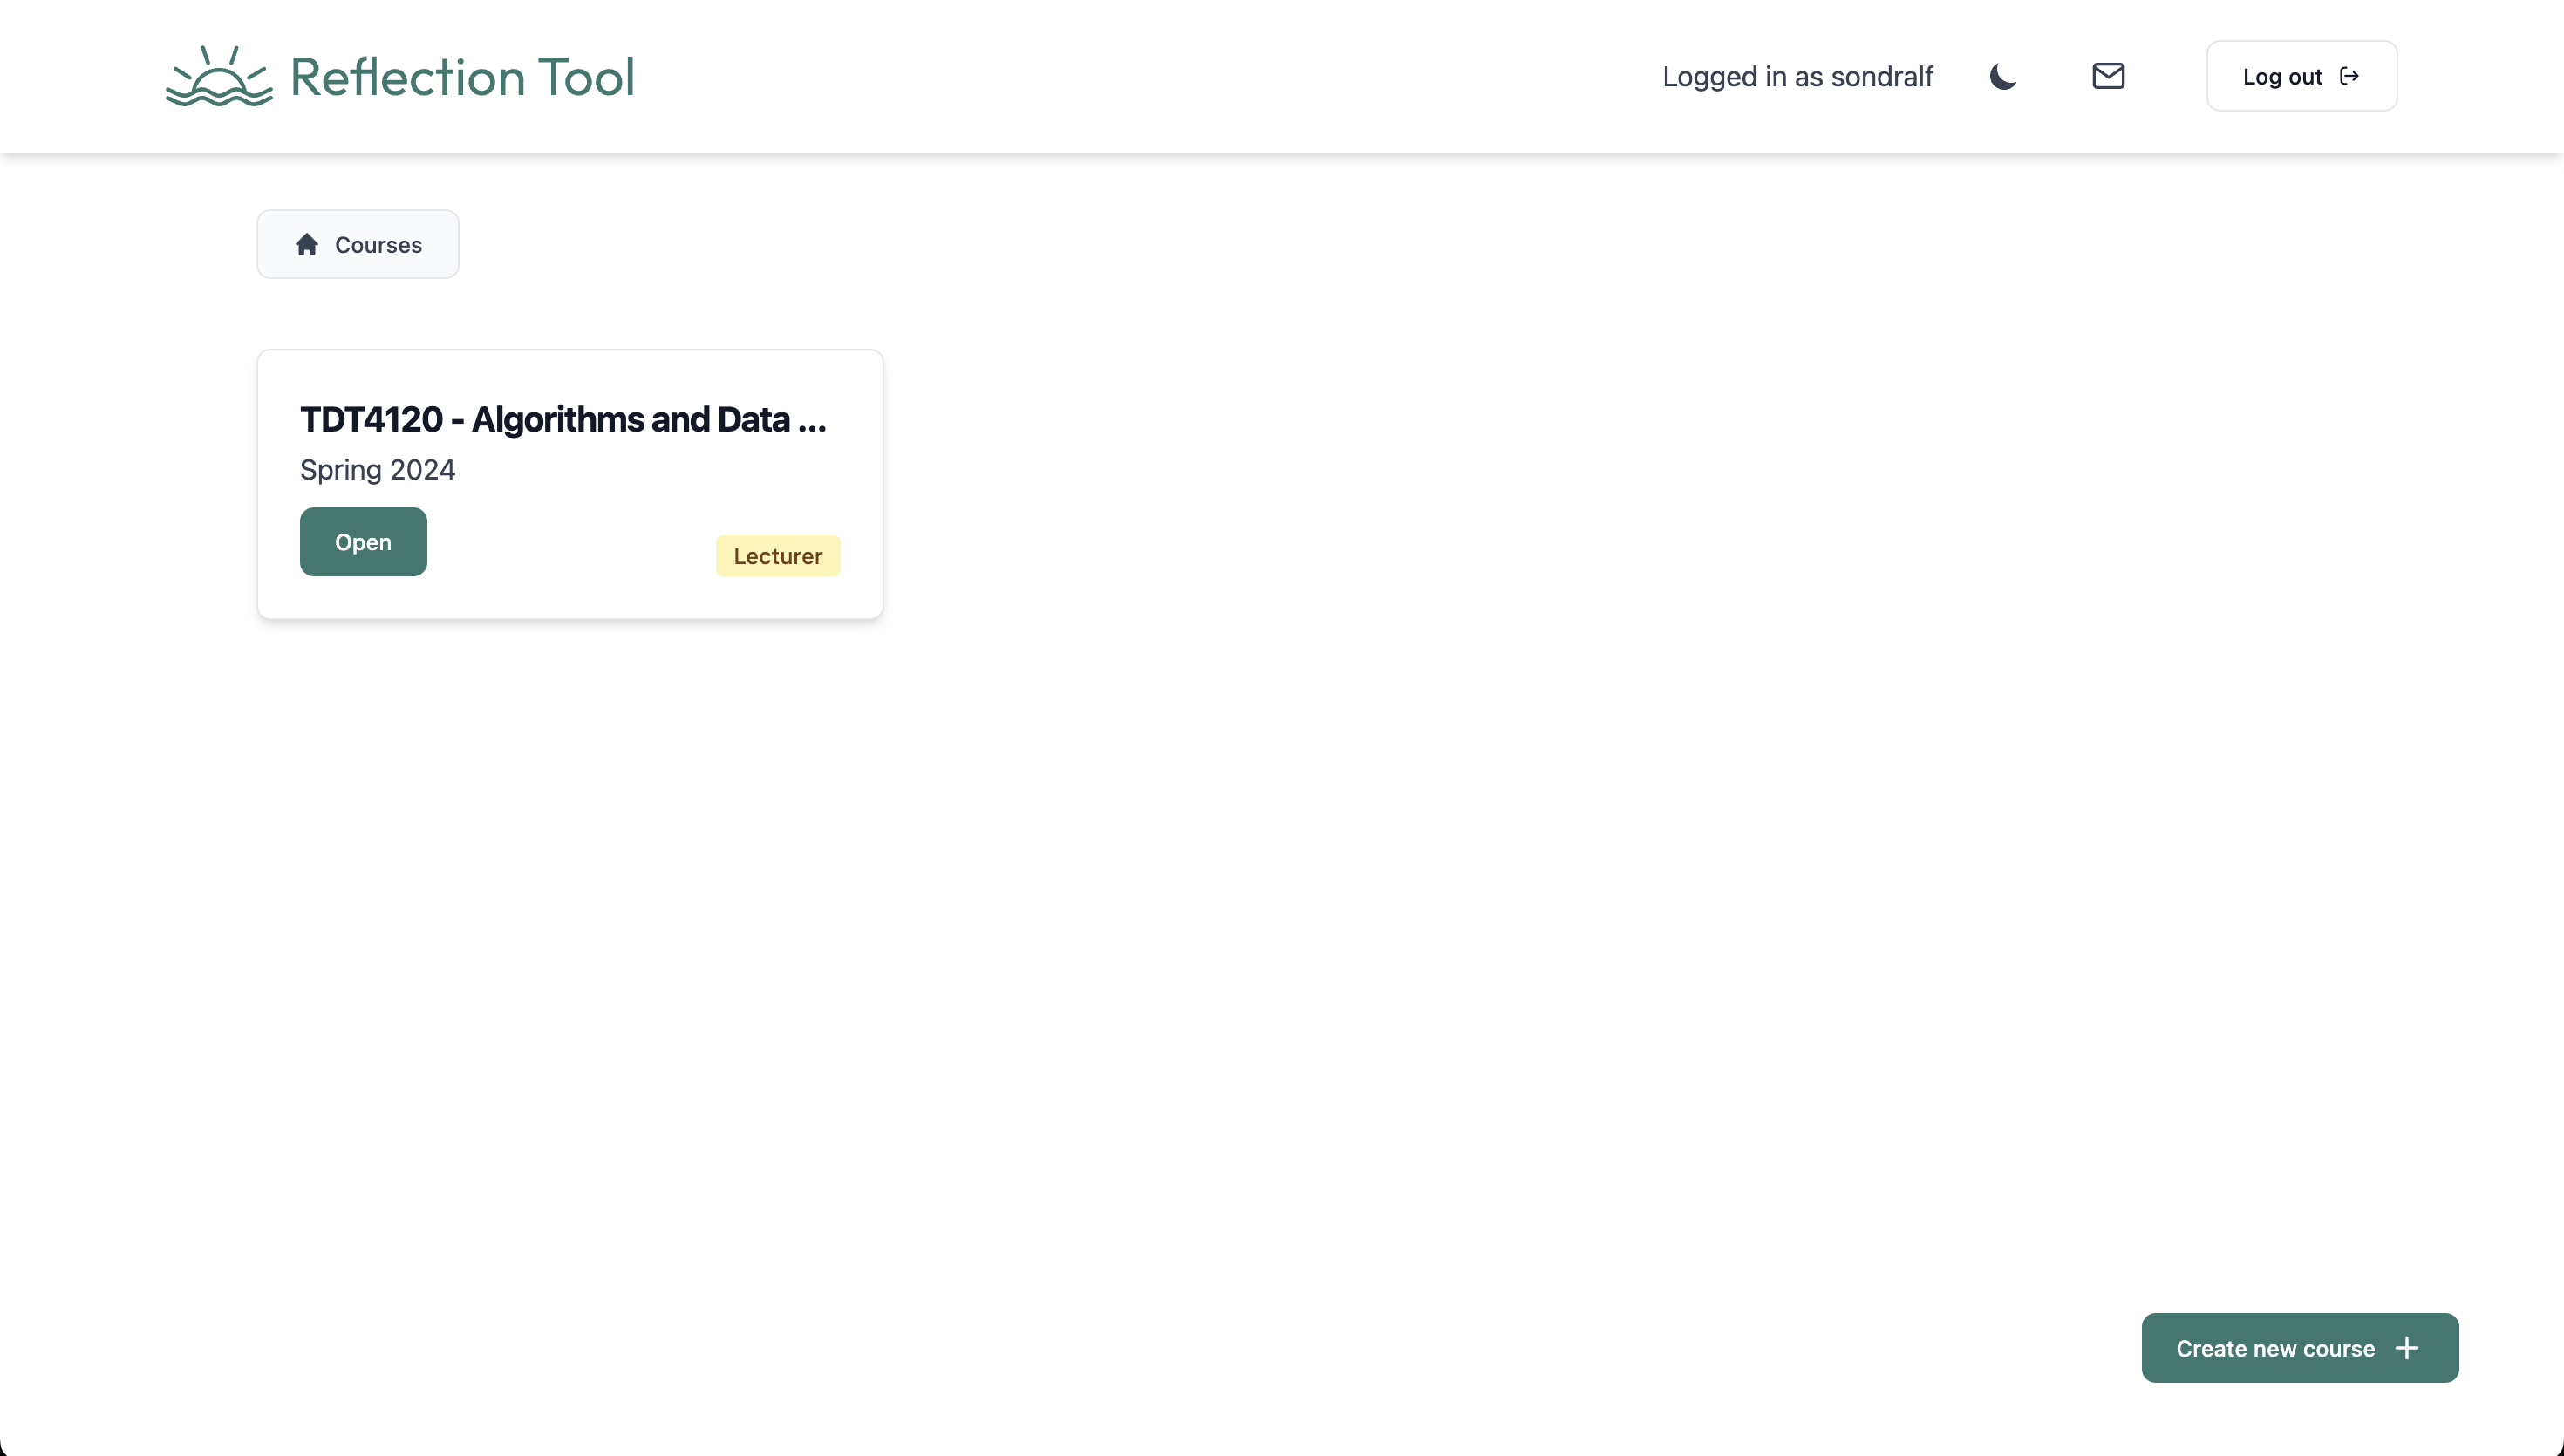 Reflection Tool
Logged in as sondralf
Log out
Courses
TDT4120 - Algorithms and Data ...
Spring 2024
Open
Lecturer
Create new course